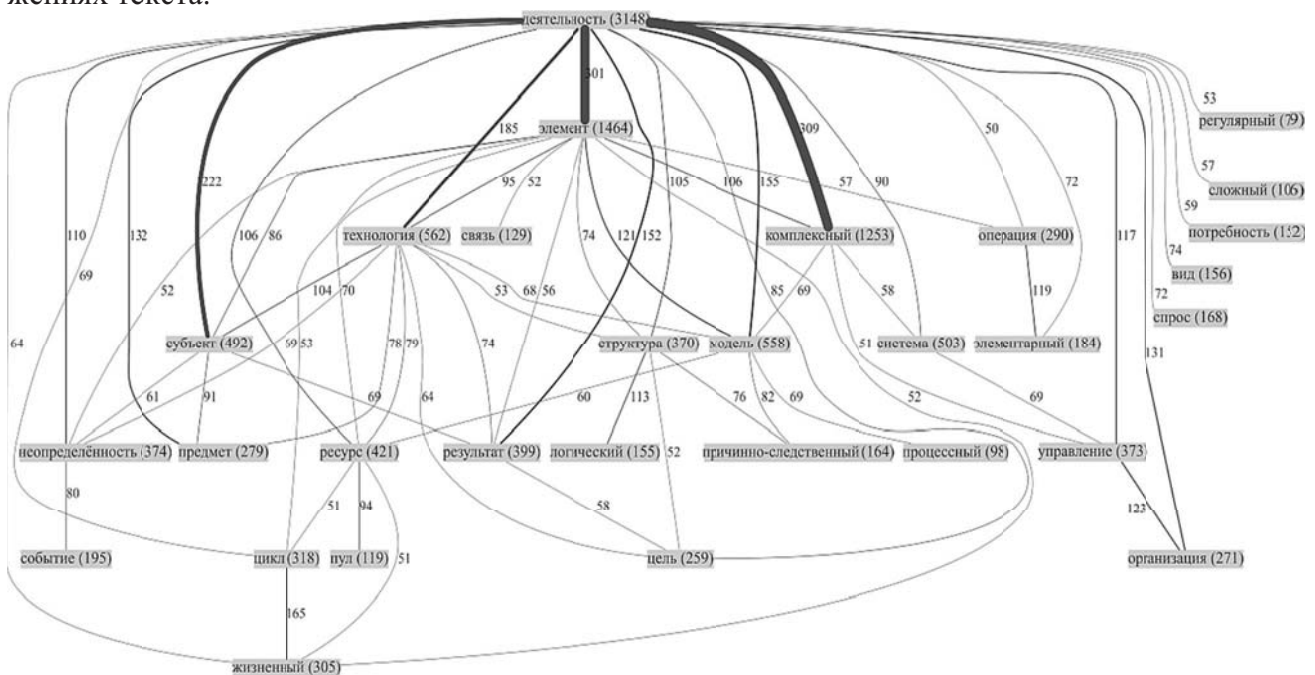 жениях текста.
деятельность (3148)
301
элемент (1464)
185
309
53
регулярный (79)
50
57
сложный (106)
222
95
52
105
106
155
57
90
72
59
потребность (152)
110
132
106
86
технология (562)
связь (129)
74
121
152
комплексный (1253)
операция (290)
117
74
вид (156)
69
52
104
70
53
68
56
85
69
58
119
72
спрос (168)
64
субъект (492)
59
53
78
79
74
структура (370)
модель (558)
51
система (503)
элементарный (184)
131
61
91
69
64
60
113
76
82
69
52
69
неопределённость (374)
предмет (279)
ресурс (421)
результат (399)
логический (155)
причинно-следственный (164)
процессный (98)
управление (373)
80
51
94
58
52
123
событие (195)
цикл (318)
пул (119)
51
цель (259)
организация (271)
165
жизненный (305)